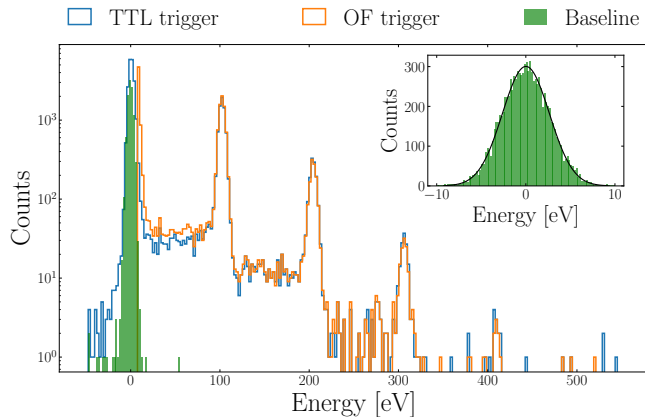 TTL trigger OF trigger Baseline
Counts
10³
10²
10¹
10⁰
0 100 200 300 400 500
Energy [eV]
Counts
300
200
100
0
−10 0 10
Energy [eV]